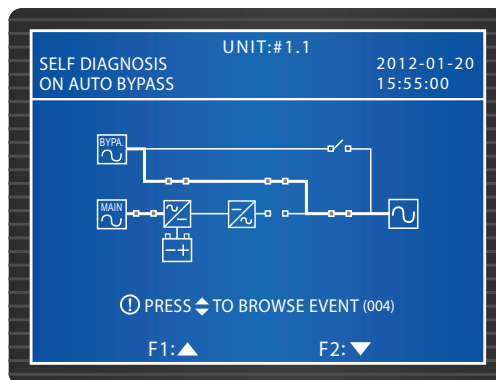 UNIT:#1.1
SELF DIAGNOSIS
ON AUTO BYPASS
2012-01-20
15:55:00
BYPA.
MAIN
PRESS TO BROWSE EVENT (004)
F1:
F2: